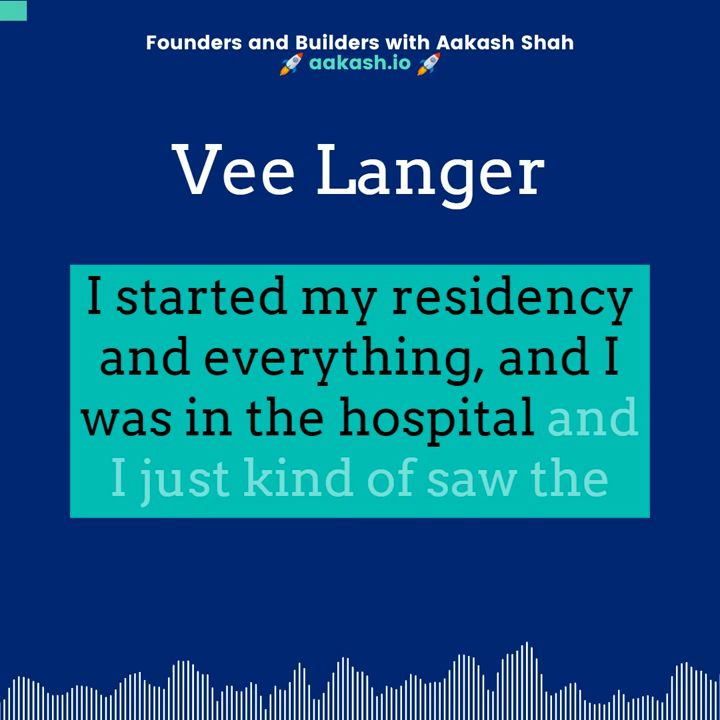 Founders and Builders with Aakash Shah
🚀 aakash.io 🚀
Vee Langer
I started my residency
and everything, and I
was in the hospital and
I just kind of saw the